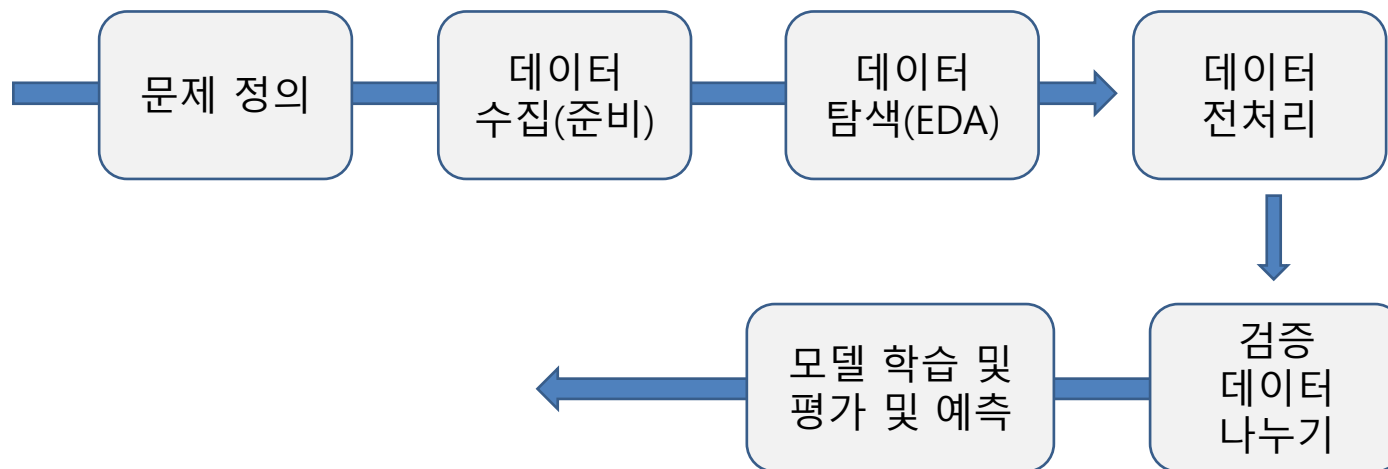 문제 정의
데이터
수집(준비)
데이터
탐색(EDA)
데이터
전처리
검증
데이터
나누기
모델 학습 및
평가 및 예측